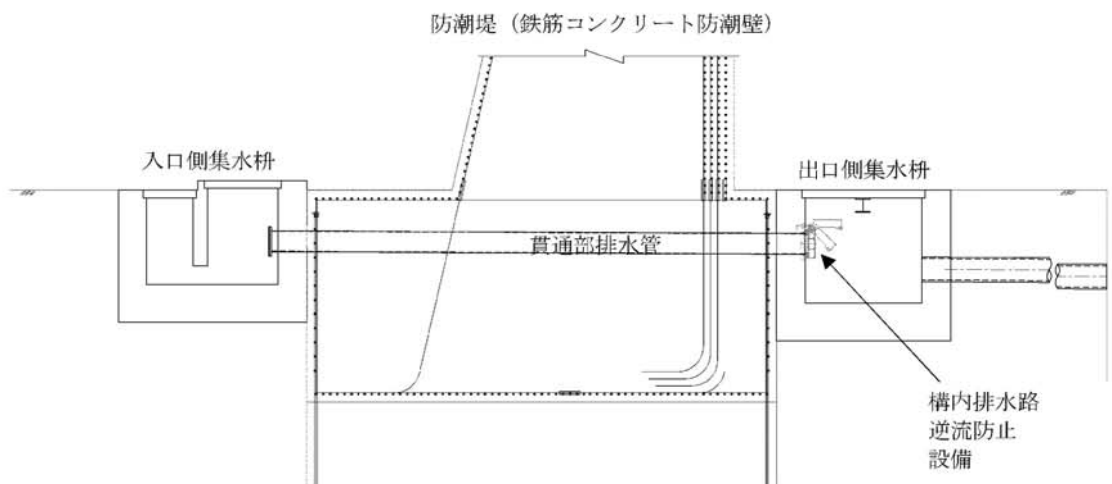 防潮堤（鉄筋コンクリート防潮壁）
入口側集水枡
出口側集水枡
貫通部排水管
構内排水路
逆流防止
設備